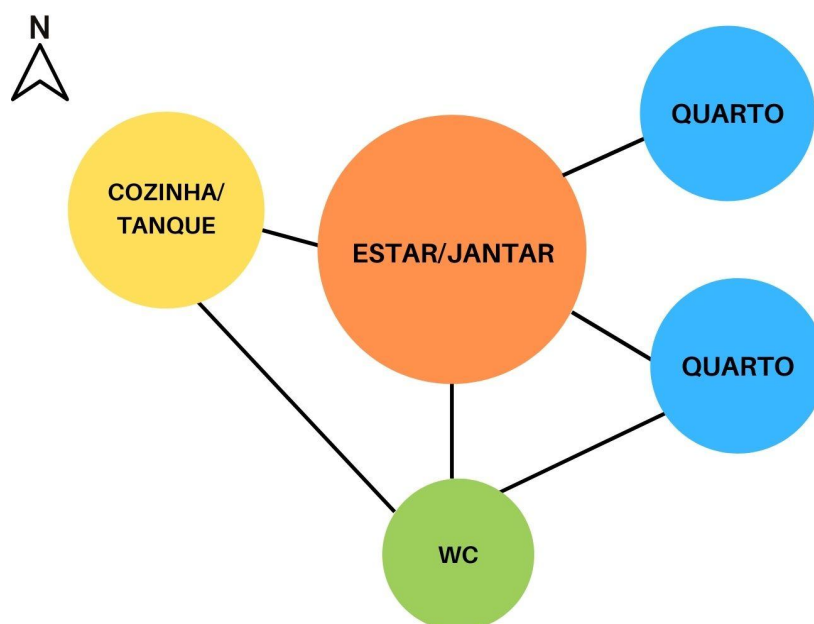 N
QUARTO
COZINHA/
TANQUE
ESTAR/JANTAR
QUARTO
WC